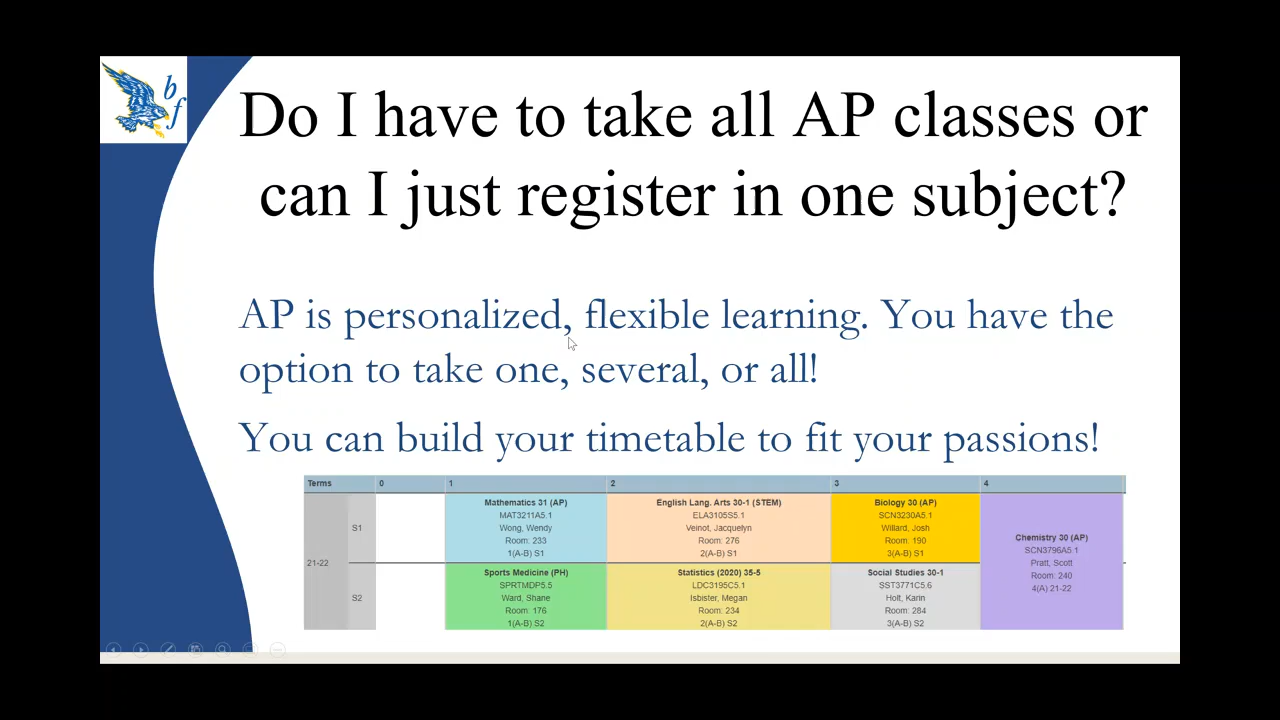 b
f
Do I have to take all AP classes or
can I just register in one subject?
AP is personalized, flexible learning. You have the
option to take one, several, or all!
You can build your timetable to fit your passions!
Terms 0 1 2 3 4
21-22
S1
Mathematics 31 (AP)
MAT3211A5.1
Wong, Wendy
Room: 233
1(A-B) S1
English Lang. Arts 30-1 (STEM)
ELA3105S5.1
Veinot, Jacquelyn
Room: 276
2(A-B) S1
Biology 30 (AP)
SCN3230A5.1
Willard, Josh
Room: 190
3(A-B) S1
Chemistry 30 (AP)
SCN3796A5.1
Pratt, Scott
Room: 240
4(A) 21-22
S2
Sports Medicine (PH)
SPRTMDP5.5
Ward, Shane
Room: 176
1(A-B) S2
Statistics (2020) 35-5
LDC3195C5.1
Isbister, Megan
Room: 234
2(A-B) S2
Social Studies 30-1
SST3771C5.6
Holt, Karin
Room: 284
3(A-B) S2